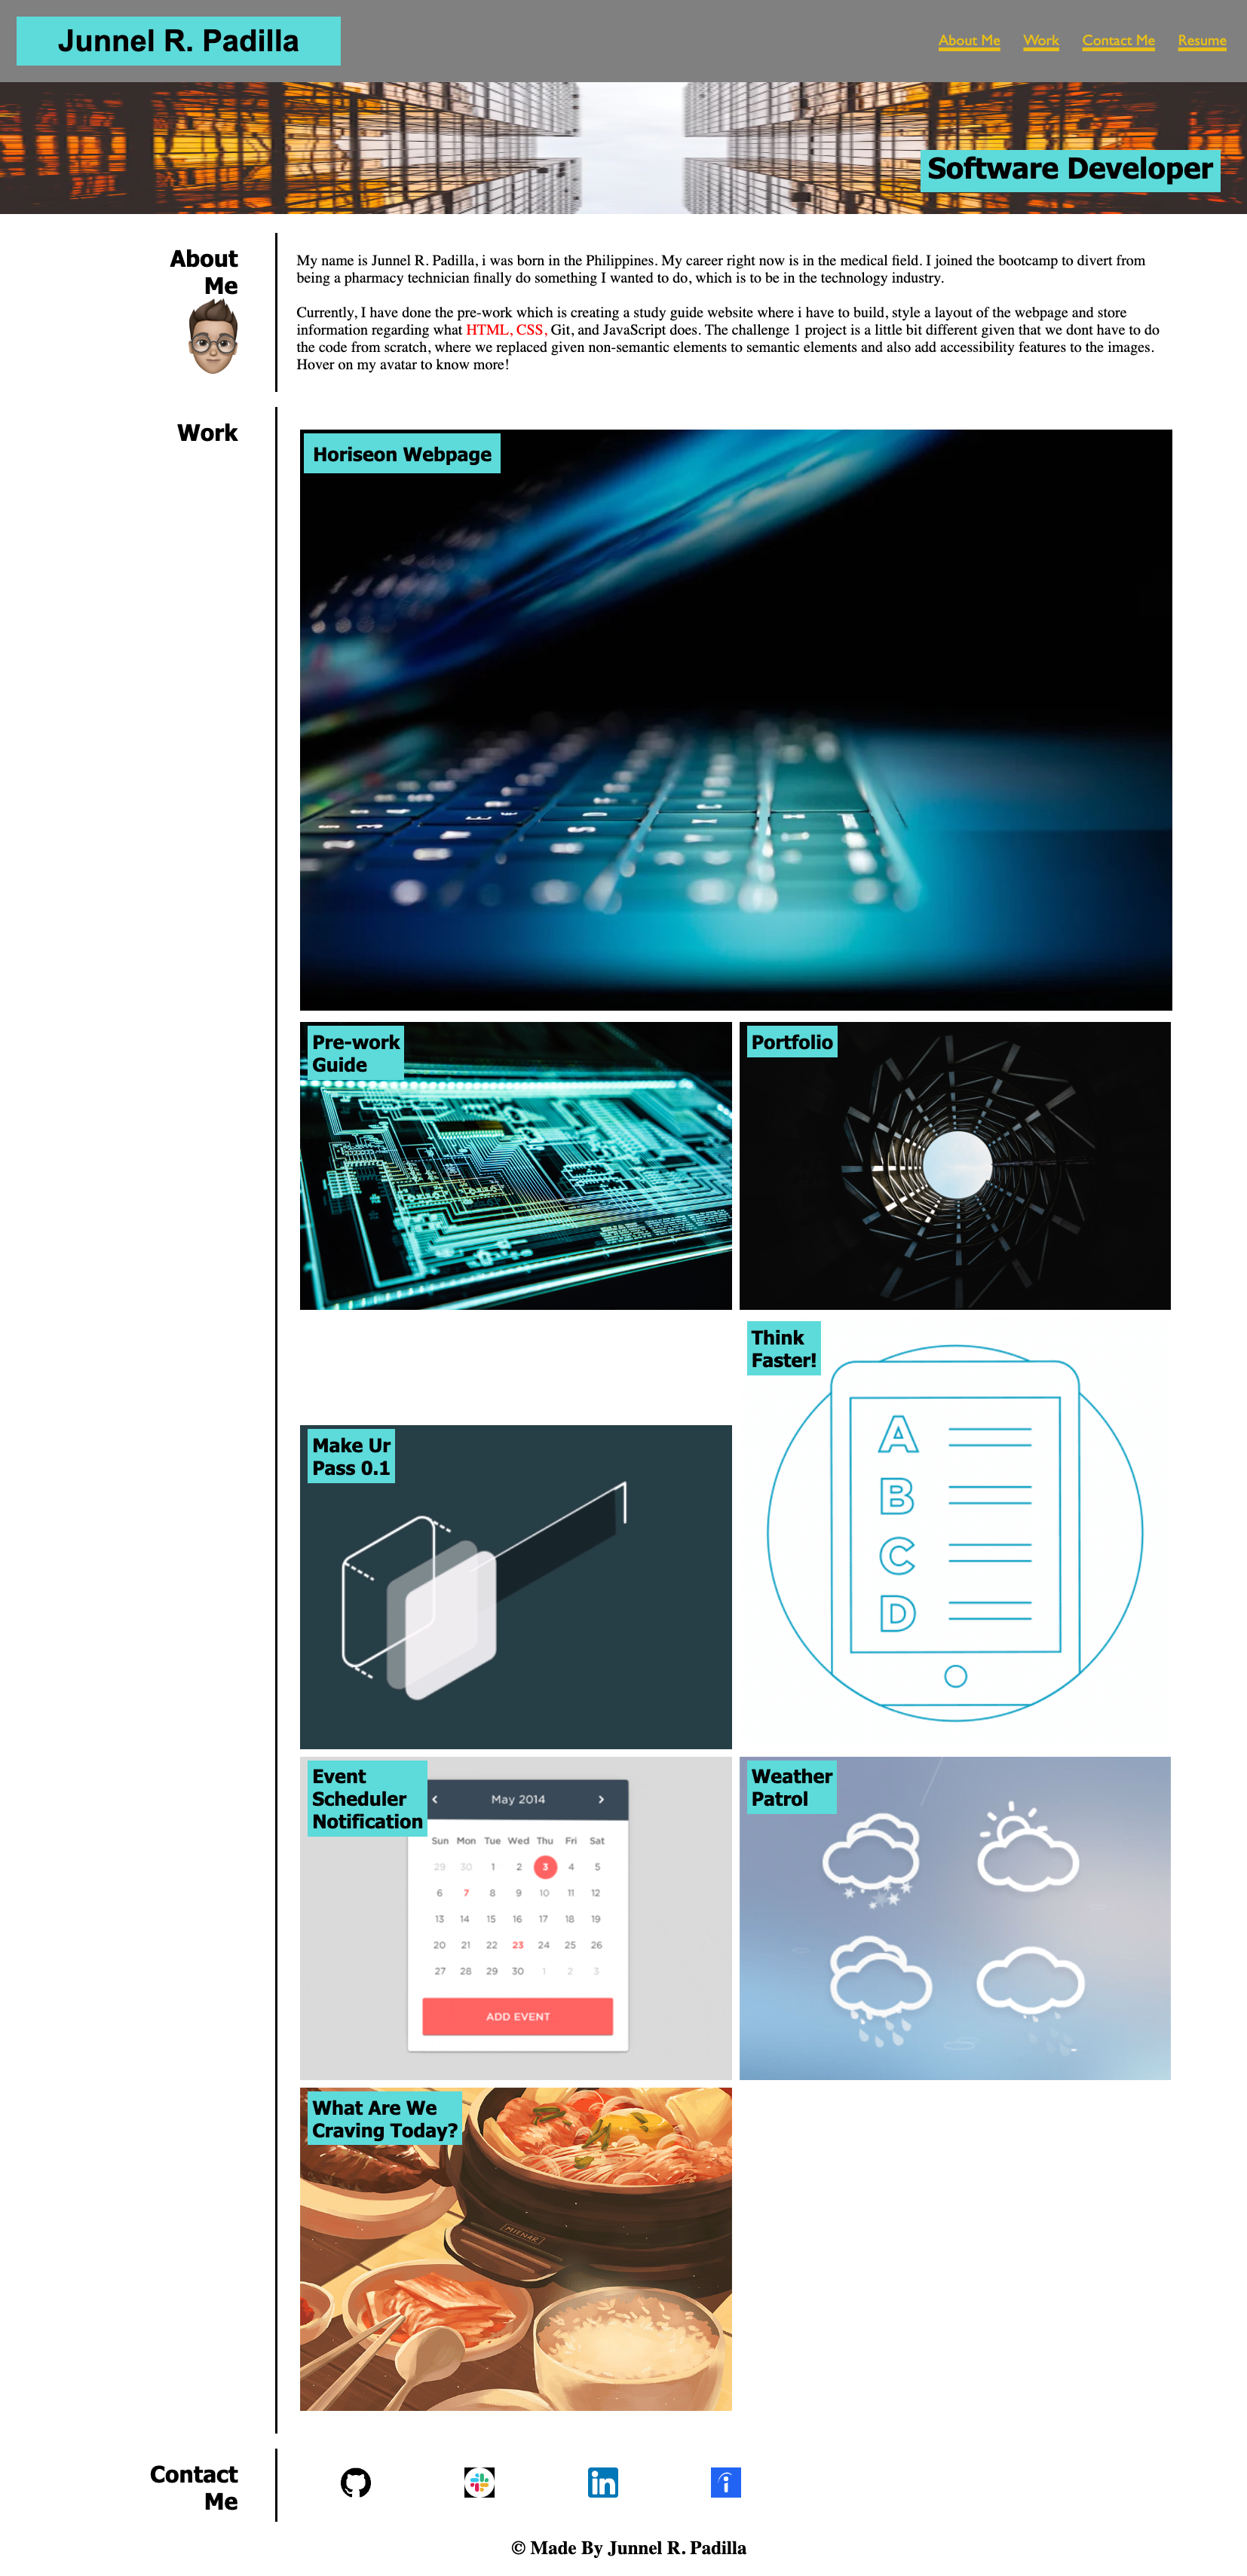 Junnel R. Padilla
About Me Work Contact Me Resume
Software Developer
About
Me
My name is Junnel R. Padilla, i was born in the Philippines. My career right now is in the medical field. I joined the bootcamp to divert from
being a pharmacy technician finally do something I wanted to do, which is to be in the technology industry.
Currently, I have done the pre-work which is creating a study guide website where i have to build, style a layout of the webpage and store
information regarding what HTML, CSS, Git, and JavaScript does. The challenge 1 project is a little bit different given that we dont have to do
the code from scratch, where we replaced given non-semantic elements to semantic elements and also add accessibility features to the images.
Hover on my avatar to know more!
Work
Horiseon Webpage
Pre-work
Guide
Portfolio
Think
Faster!
A
B
C
D
Make Ur
Pass 0.1
Event
Scheduler
Notification
May 2014
Sun Mon Tue Wed Thu Fri Sat
29 30 1 2 3 4 5
6 7 8 9 10 11 12
13 14 15 16 17 18 19
20 21 22 23 24 25 26
27 28 29 30 1 2 3
ADD EVENT
Weather
Patrol
What Are We
Craving Today?
Contact
Me
in
© Made By Junnel R. Padilla